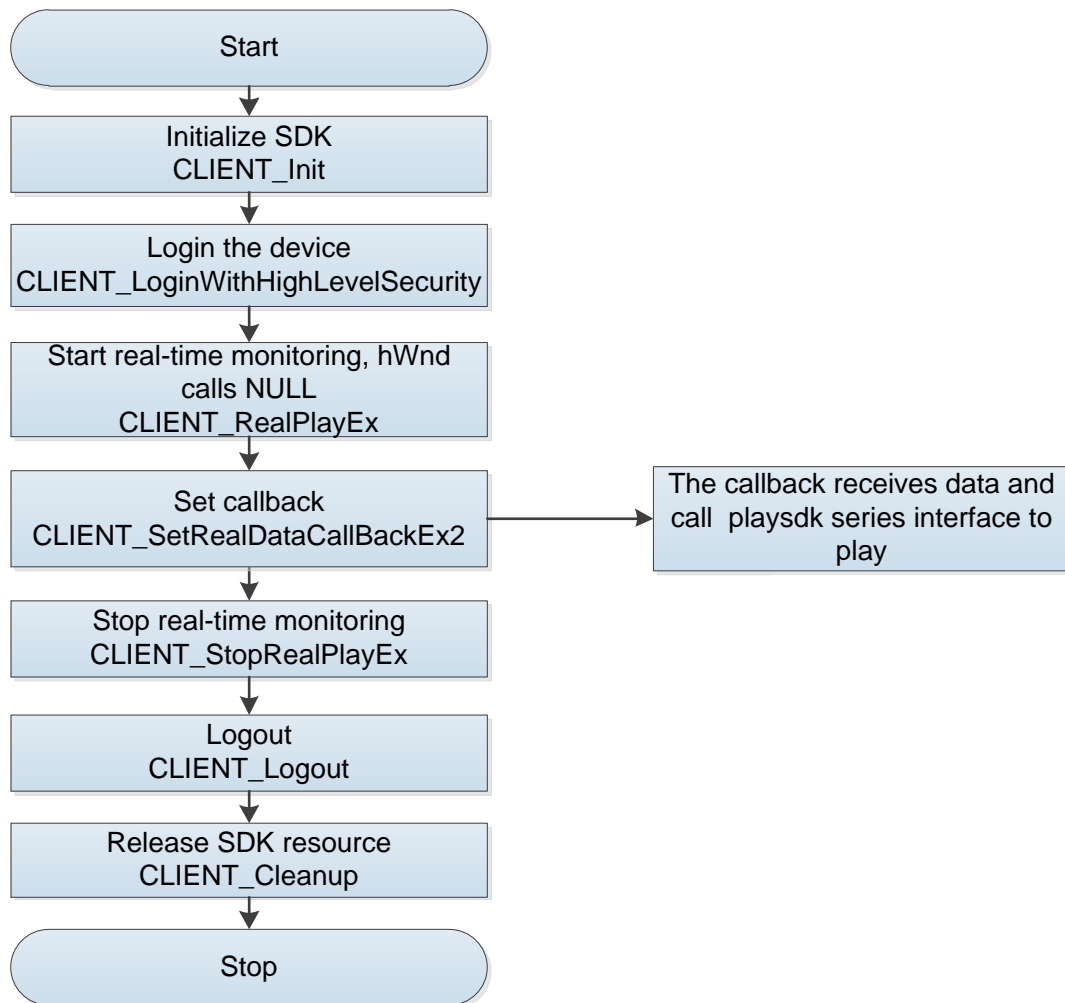 Start
Initialize SDK
CLIENT_Init
Login the device
CLIENT_LoginWithHighLevelSecurity
Start real-time monitoring, hWnd
calls NULL
CLIENT_RealPlayEx
Set callback
CLIENT_SetRealDataCallBackEx2
The callback receives data and
call  playsdk series interface to
play
Stop real-time monitoring
CLIENT_StopRealPlayEx
Logout
CLIENT_Logout
Release SDK resource
CLIENT_Cleanup
Stop